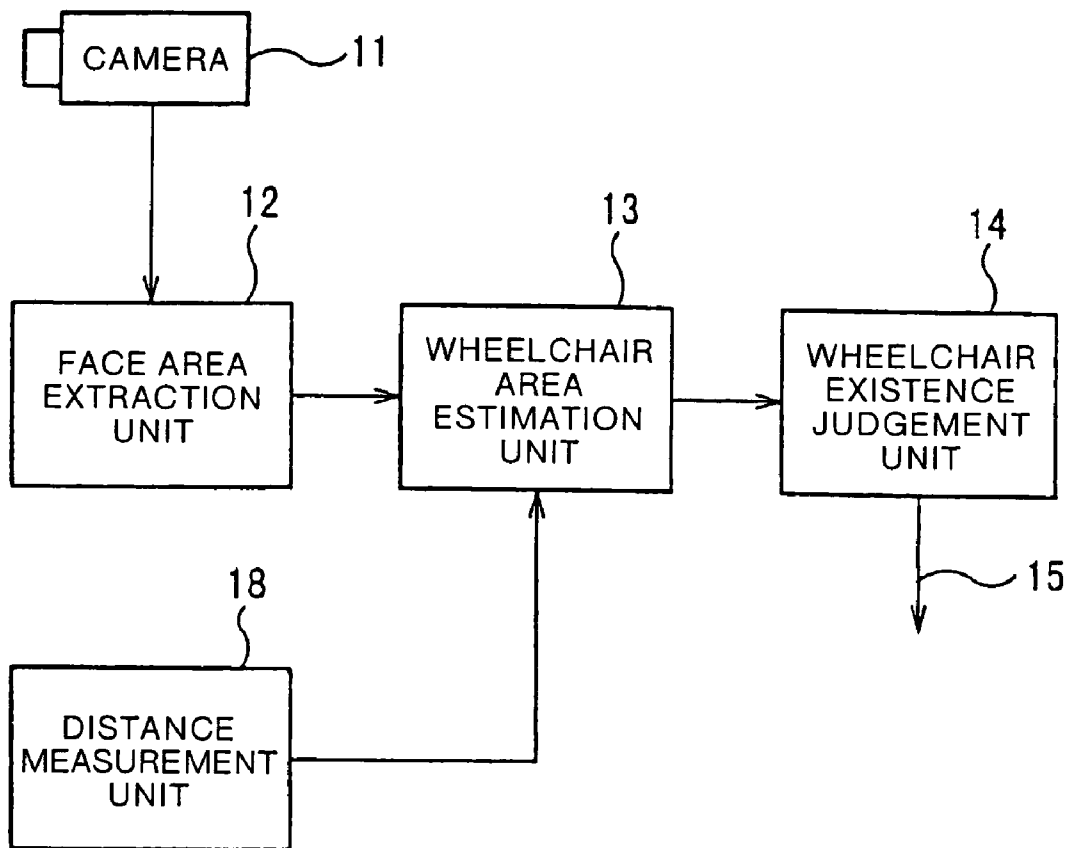 CAMERA
11
12
FACE AREA
EXTRACTION
UNIT
13
WHEELCHAIR
AREA
ESTIMATION
UNIT
14
WHEELCHAIR
EXISTENCE
JUDGEMENT
UNIT
15
18
DISTANCE
MEASUREMENT
UNIT